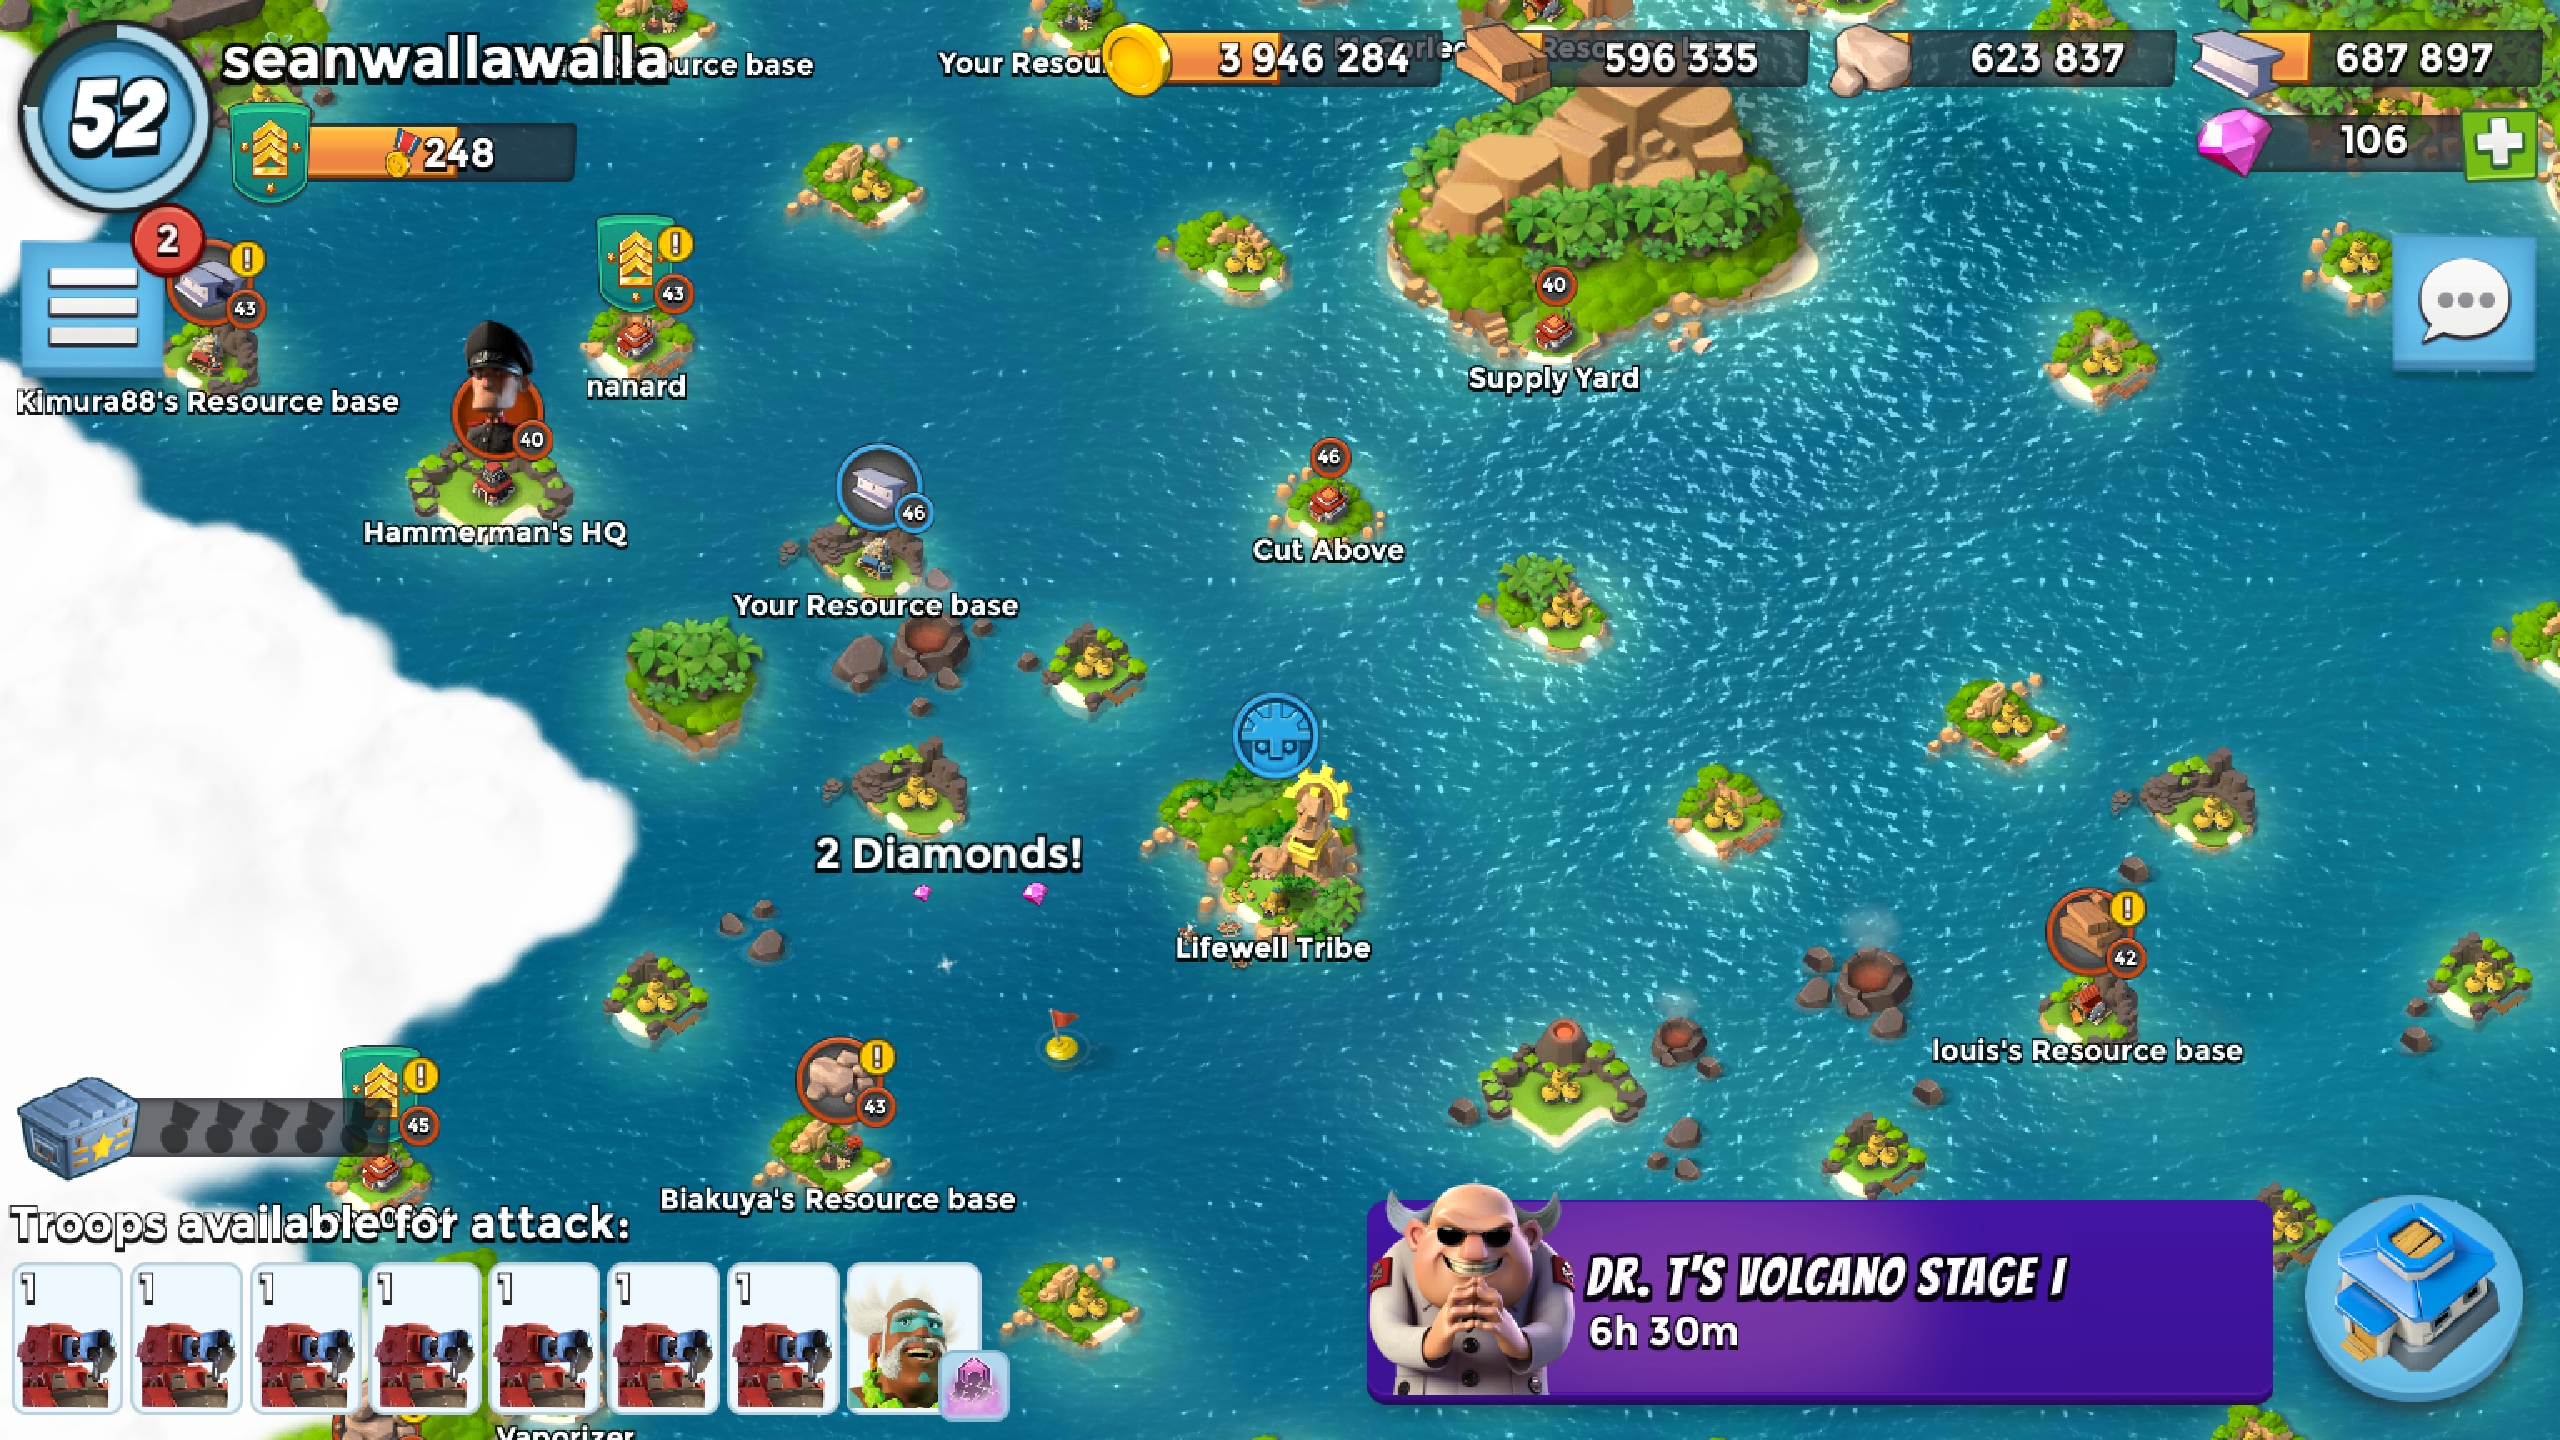 52
seanwallawalla
urce base
Your Resou
3 946 284
596 335
623 837
687 897
248
106
2
!
43
!
43
40
Kimura88's Resource base
nanard
Supply Yard
40
46
46
Hammerman's HQ
Cut Above
Your Resource base
2 Diamonds!
Lifewell Tribe
!
42
louis's Resource base
!
45
!
43
Biakuya's Resource base
Troops available for attack:
1
1
1
1
1
1
1
DR. T'S VOLCANO STAGE I
6h 30m
Vaporizer